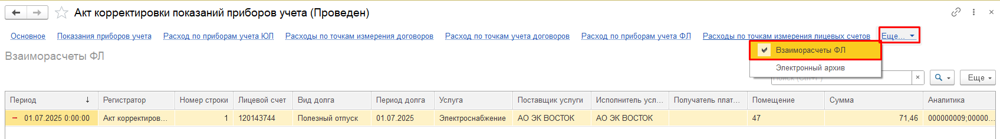 Акт корректировки показаний приборов учета (Проведен)
Основное Показания приборов учета Расход по приборам учета ЮЛ Расходы по точкам измерения договоров Расход по точкам учета договоров Расход по приборам учета ФЛ Расходы по точкам измерения лицевых счетов Еще...
Взаиморасчеты ФЛ
Взаиморасчеты ФЛ
Электронный архив
Еще
Период Регистратор Номер строки Лицевой счет Вид долга Период долга Услуга Поставщик услуги Исполнитель усл... Получатель плат... Помещение Сумма Аналитика
01.07.2025 0:00:00 Акт корректиров... 1 120143744 Полезный отпуск 01.07.2025 Электроснабжение АО ЭК ВОСТОК АО ЭК ВОСТОК 47 71,46 000000009;00000...